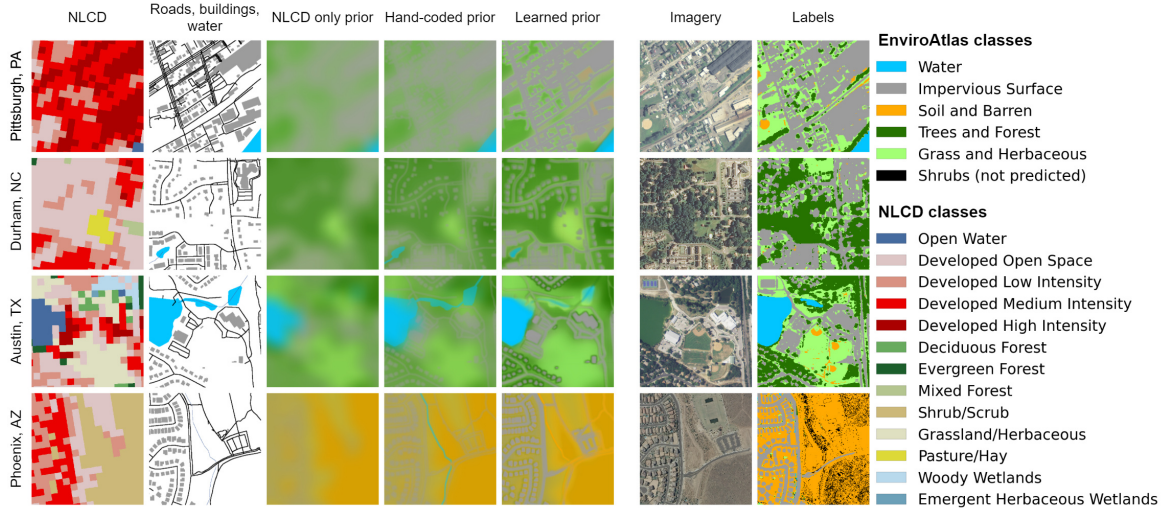 NLCD
Roads, buildings,
water
NLCD only prior
Hand-coded prior
Learned prior
Imagery
Labels
Pittsburgh, PA
Durham, NC
Austin, TX
Phoenix, AZ
EnviroAtlas classes
Water
Impervious Surface
Soil and Barren
Trees and Forest
Grass and Herbaceous
Shrubs (not predicted)
NLCD classes
Open Water
Developed Open Space
Developed Low Intensity
Developed Medium Intensity
Developed High Intensity
Deciduous Forest
Evergreen Forest
Mixed Forest
Shrub/Scrub
Grassland/Herbaceous
Pasture/Hay
Woody Wetlands
Emergent Herbaceous Wetlands